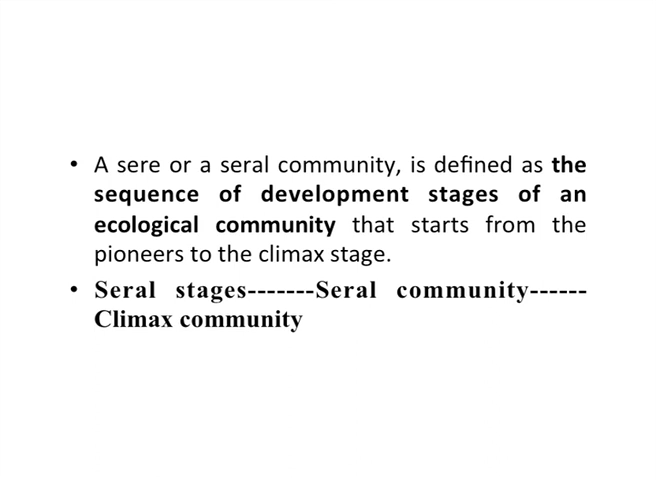 • A sere or a seral community, is defined as the
sequence of development stages of an
ecological community that starts from the
pioneers to the climax stage.
• Seral stages-------Seral community------
Climax community